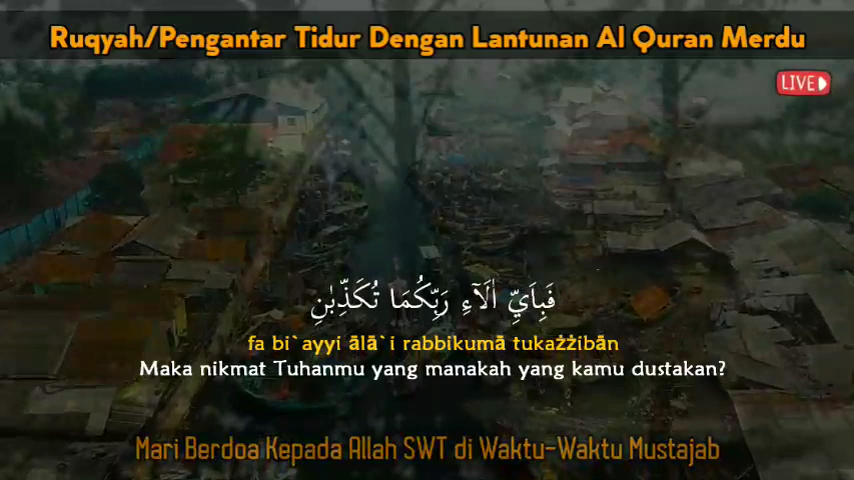 Ruqyah/Pengantar Tidur Dengan Lantunan Al Quran Merdu
LIVE
فَبِاَيِّ اٰلَاۤءِ رَبِّكُمَا تُكَذِّبٰنِ
fa bi`ayyi ālā`i rabbikumā tukażżibān
Maka nikmat Tuhanmu yang manakah yang kamu dustakan?
Mari Berdoa Kepada Allah SWT di Waktu-Waktu Mustajab